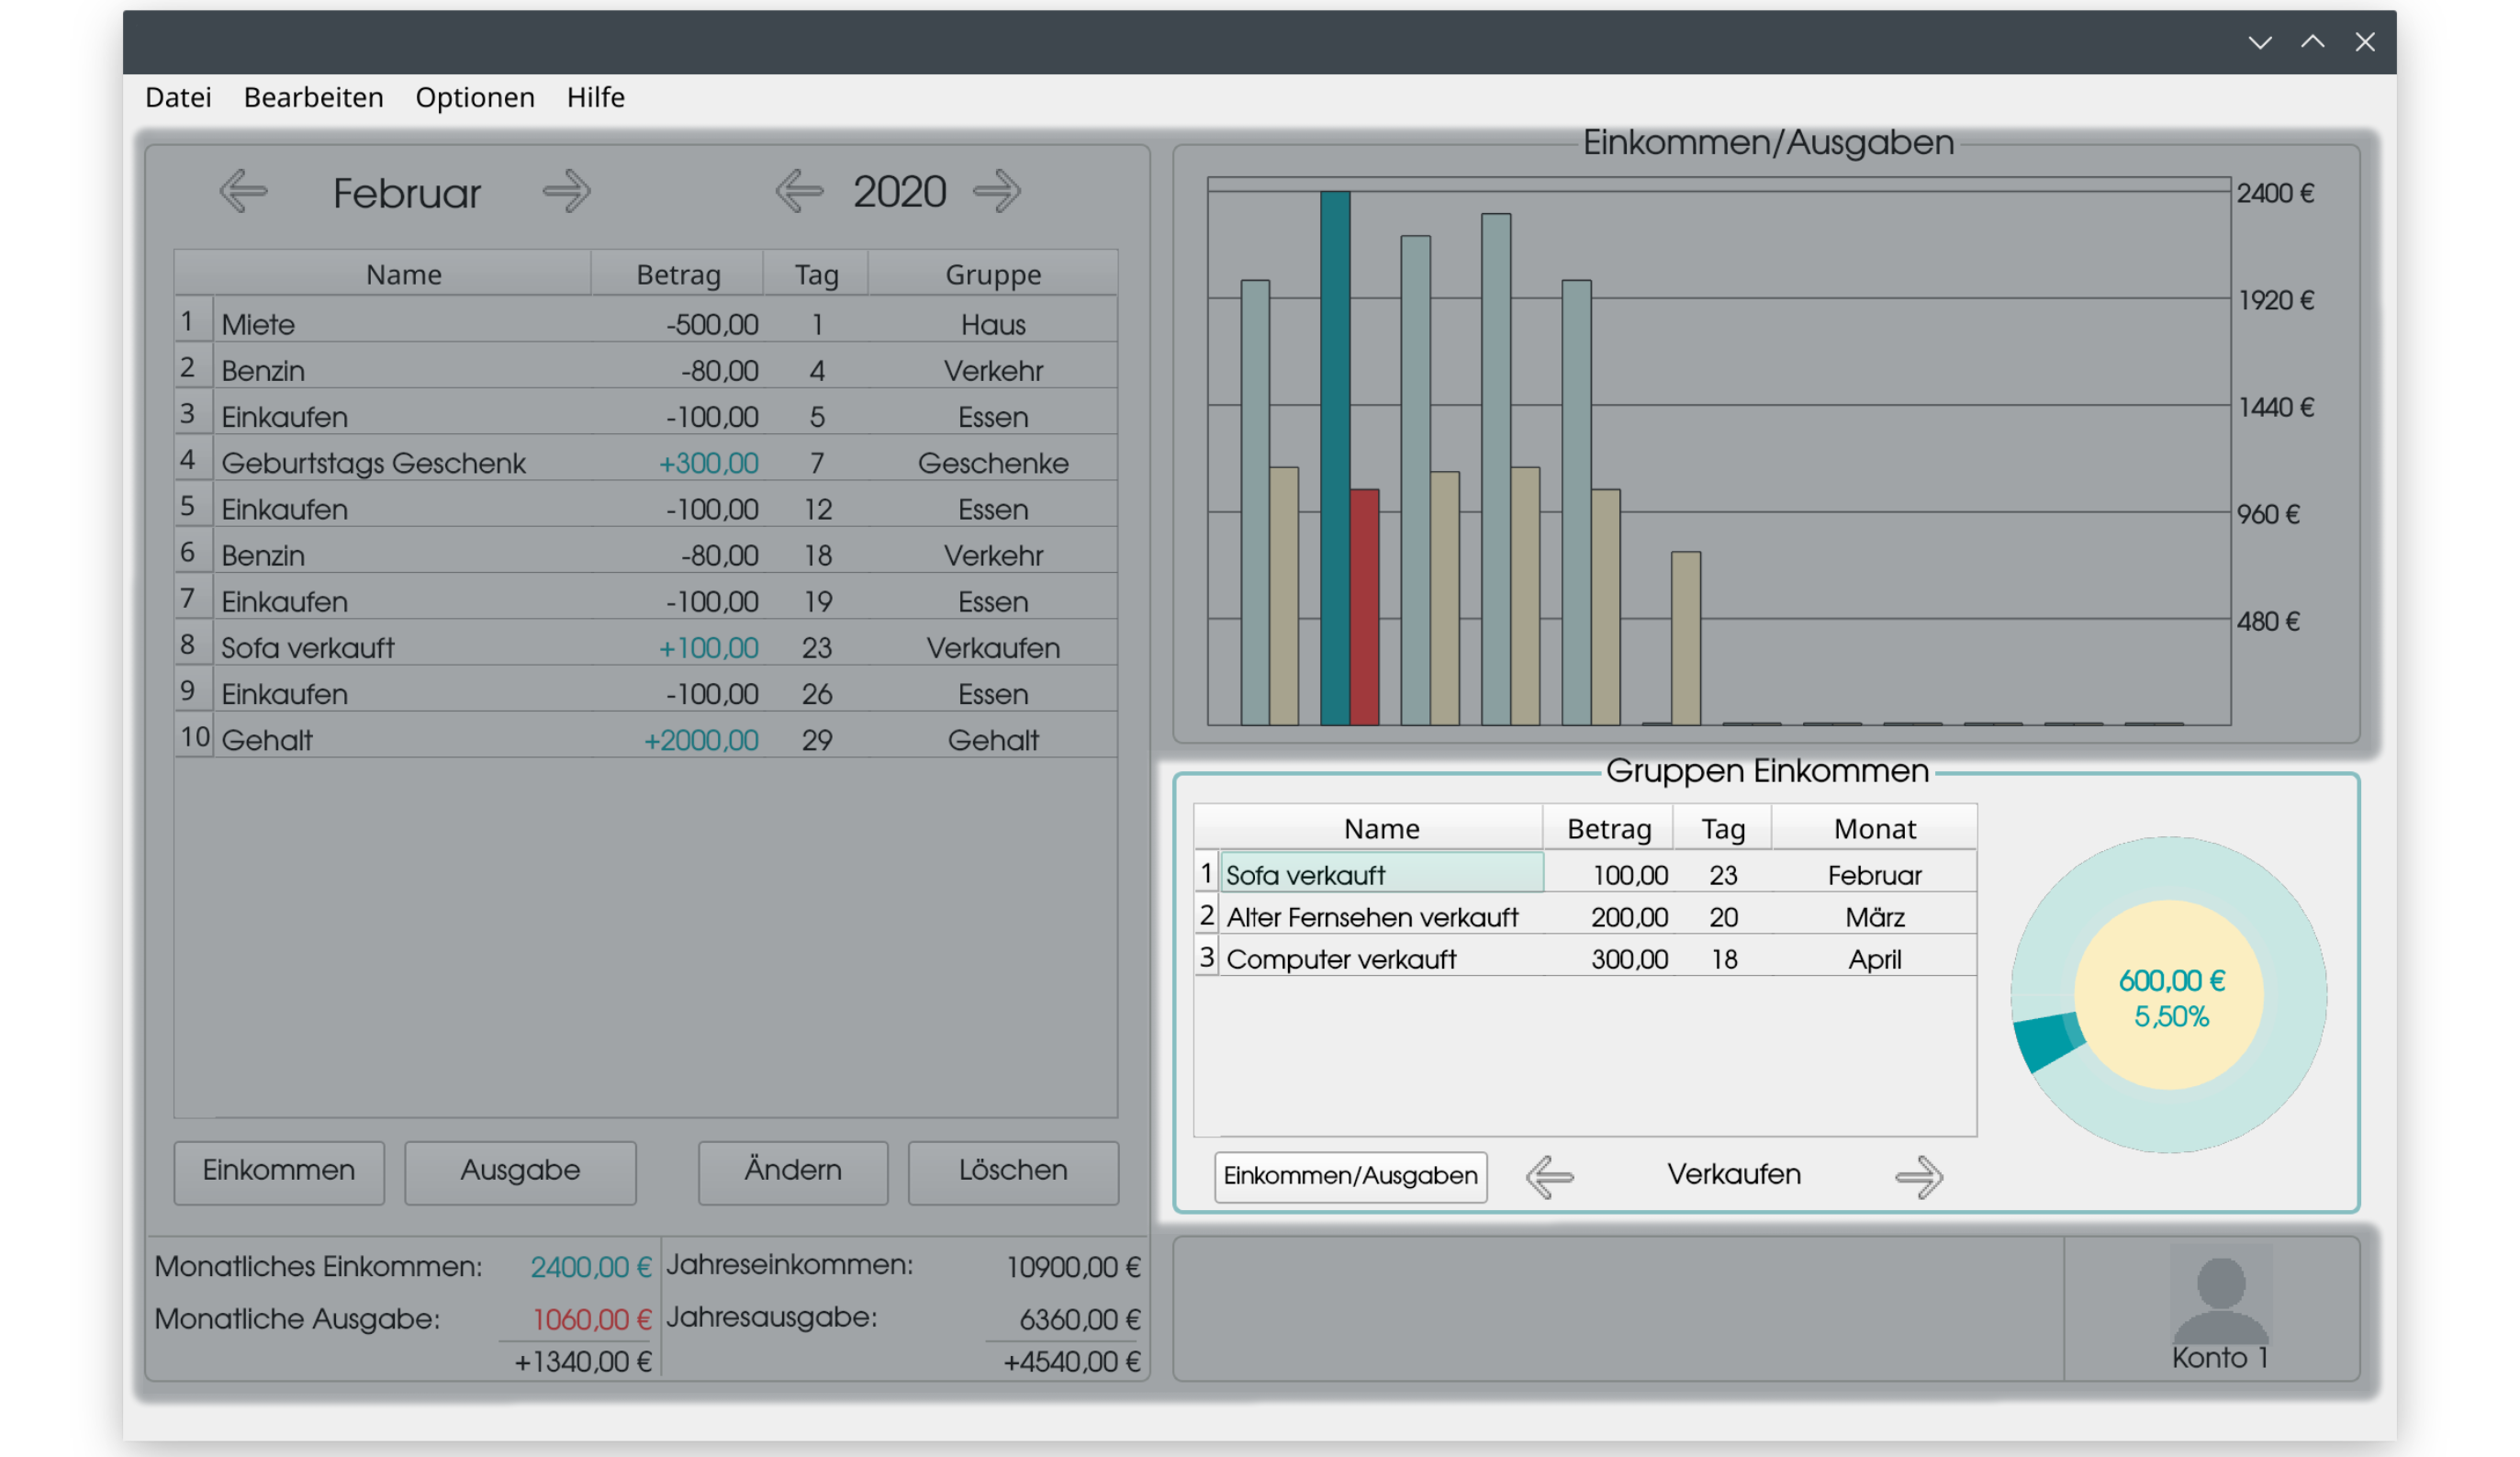 Datei Bearbeiten Optionen Hilfe
Februar 2020
Name Betrag Tag Gruppe
1 Miete -500,00 1 Haus
2 Benzin -80,00 4 Verkehr
3 Einkaufen -100,00 5 Essen
4 Geburtstags Geschenk +300,00 7 Geschenke
5 Einkaufen -100,00 12 Essen
6 Benzin -80,00 18 Verkehr
7 Einkaufen -100,00 19 Essen
8 Sofa verkauft +100,00 23 Verkaufen
9 Einkaufen -100,00 26 Essen
10 Gehalt +2000,00 29 Gehalt
Einkommen Ausgabe Ändern Löschen
Monatliches Einkommen: 2400,00 € Jahreseinkommen: 10900,00 €
Monatliche Ausgabe: 1060,00 € Jahresausgabe: 6360,00 €
+1340,00 € +4540,00 €
Einkommen/Ausgaben
2400 €
1920 €
1440 €
960 €
480 €
Gruppen Einkommen
Name Betrag Tag Monat
1 Sofa verkauft 100,00 23 Februar
2 Alter Fernsehen verkauft 200,00 20 März
3 Computer verkauft 300,00 18 April
600,00 €
5,50%
Einkommen/Ausgaben Verkaufen
Konto 1